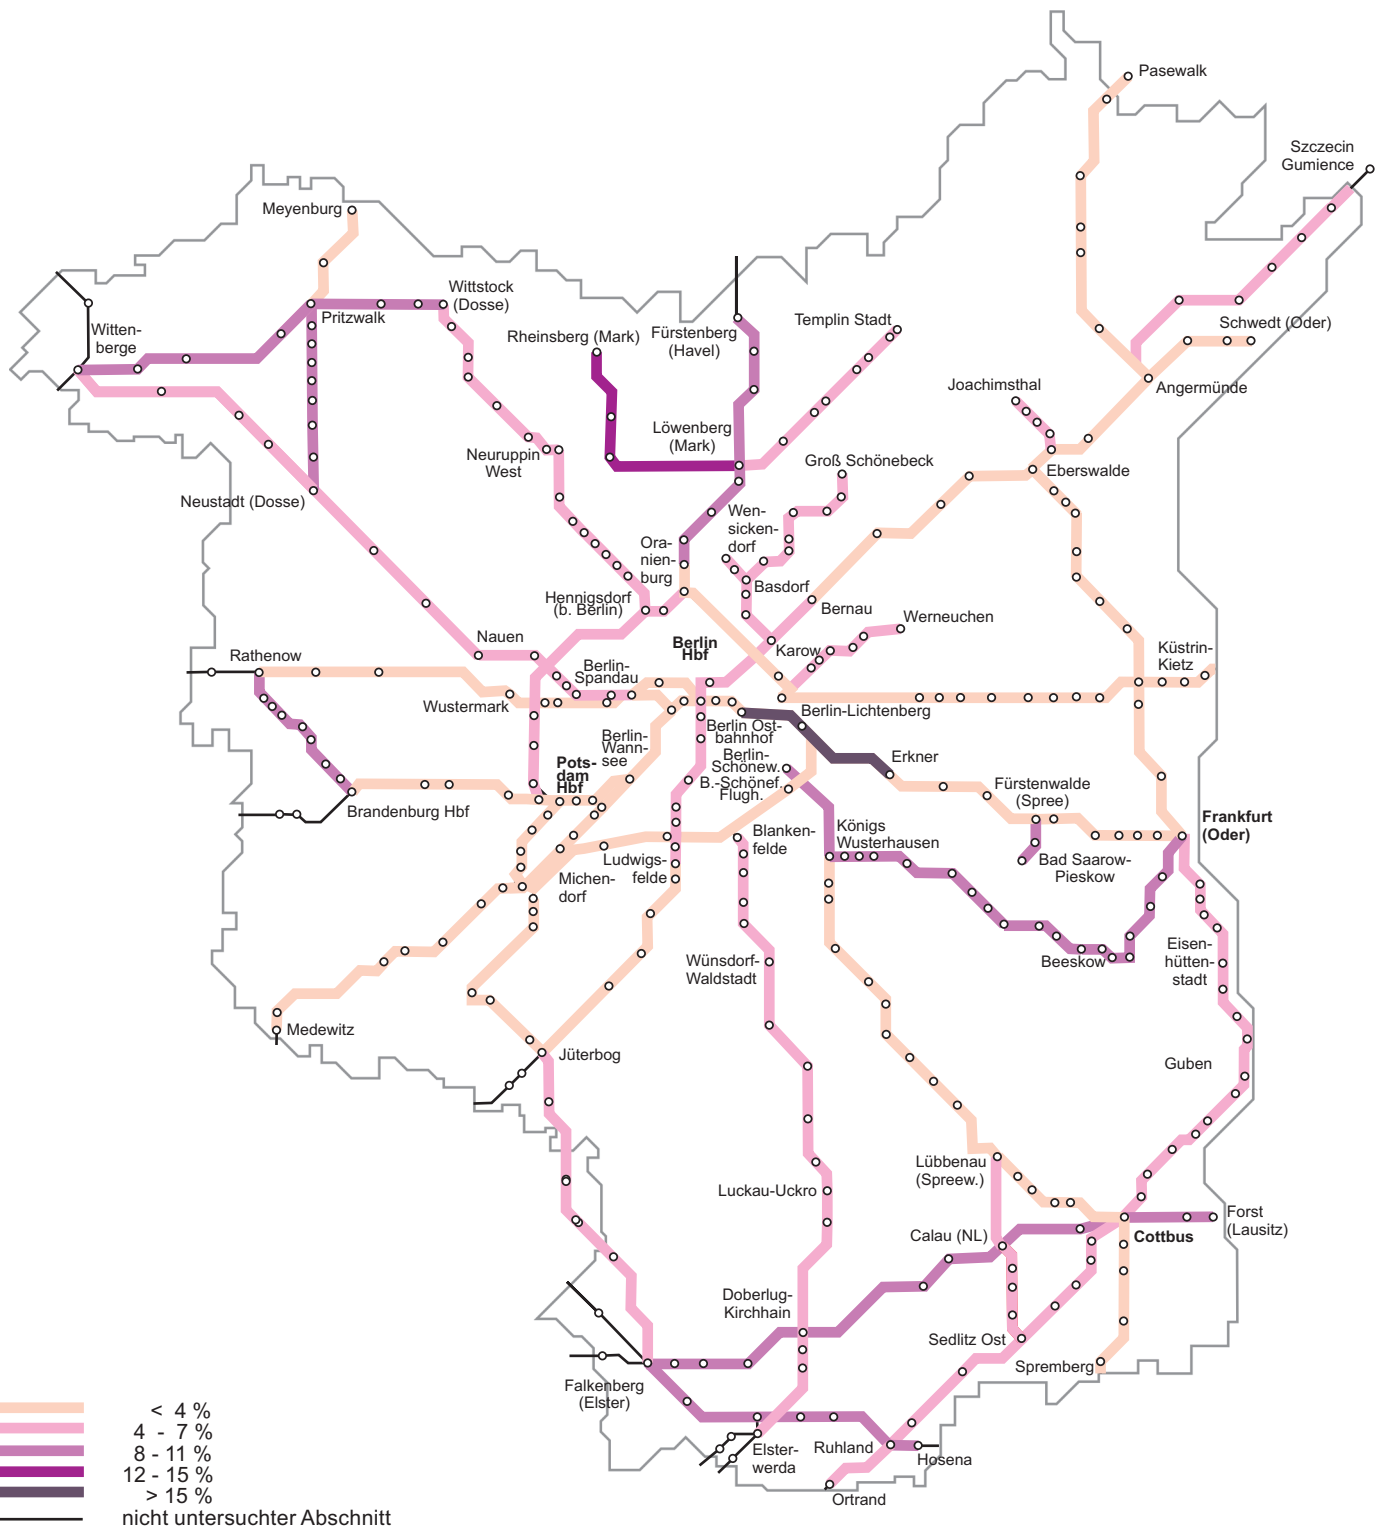 Pasewalk
Szczecin
Gumience
Meyenburg
Wittstock
(Dosse)
Pritzwalk
Witten-
berge
Rheinsberg (Mark)
Fürstenberg
(Havel)
Templin Stadt
Schwedt (Oder)
Angermünde
Joachimsthal
Löwenberg
(Mark)
Neuruppin
West
Groß Schönebeck
Eberswalde
Neustadt (Dosse)
Wen-
sicken-
dorf
Ora-
nien-
burg
Basdorf
Bernau
Hennigsdorf
(b. Berlin)
Werneuchen
Nauen
Berlin
Hbf
Karow
Küstrin-
Kietz
Rathenow
Berlin-
Spandau
Wustermark
Berlin-Lichtenberg
Berlin Ost-
bahnhof
Berlin-
Wann-
see
Berlin-
Schönew.
B.-Schönef.
Flugh.
Erkner
Pots-
dam
Hbf
Fürstenwalde
(Spree)
Brandenburg Hbf
Frankfurt
(Oder)
Blanken-
felde
Königs
Wusterhausen
Ludwigs-
felde
Bad Saarow-
Pieskow
Michen-
dorf
Wünsdorf-
Waldstadt
Beeskow
Eisen-
hütten-
stadt
Medewitz
Jüterbog
Guben
Lübbenau
(Spreew.)
Luckau-Uckro
Forst
(Lausitz)
Calau (NL)
Cottbus
Doberlug-
Kirchhain
Sedlitz Ost
Spremberg
Falkenberg
(Elster)
Elster-
werda
Ruhland
Hosena
Ortrand
< 4 %
4 - 7 %
8 - 11 %
12 - 15 %
> 15 %
nicht untersuchter Abschnitt